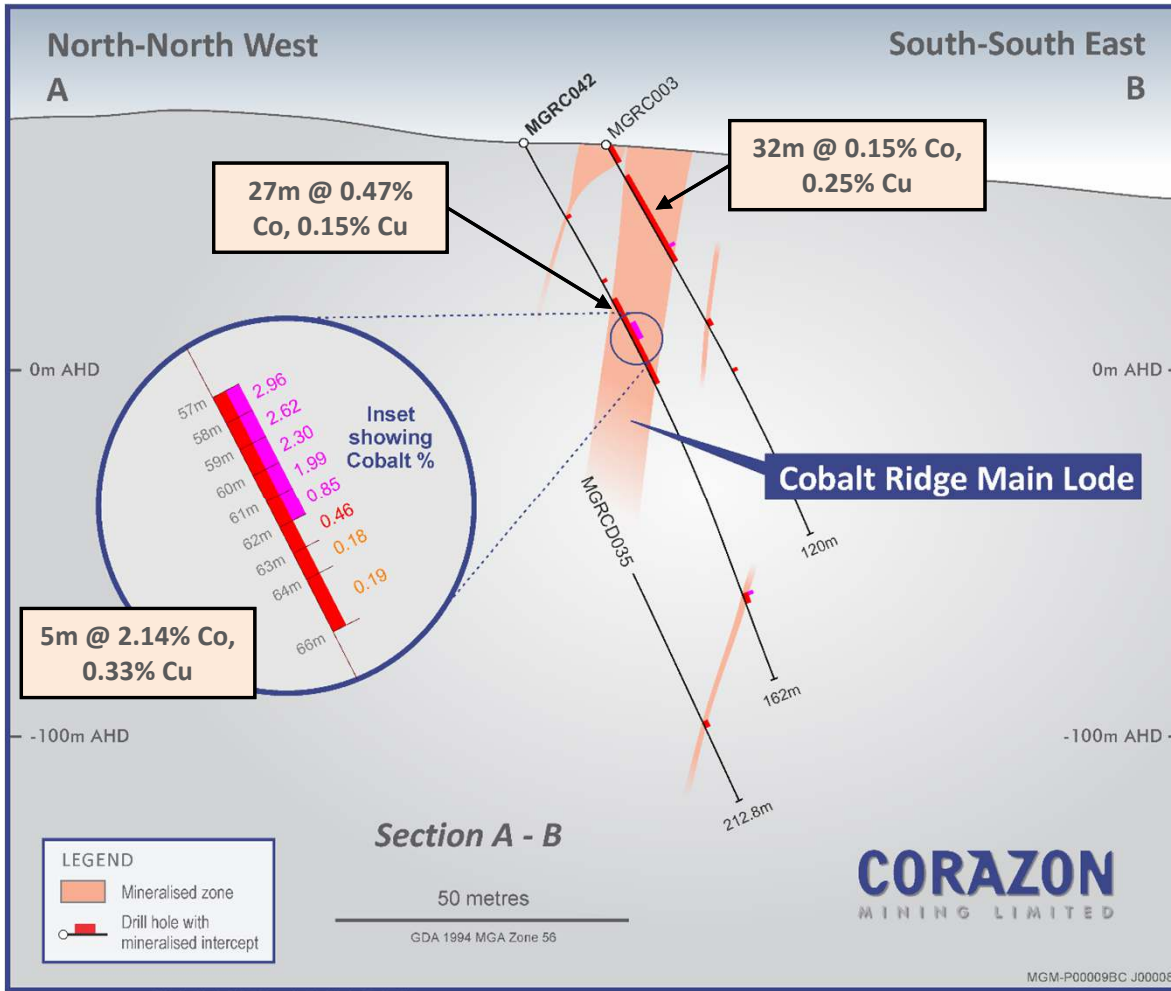 North-North West
South-South East
A
B
MGRC042
MGRC003
32m @ 0.15% Co,
0.25% Cu
27m @ 0.47%
Co, 0.15% Cu
0m AHD
0m AHD
57m
58m
59m
60m
61m
62m
63m
64m
66m
2.96
2.62
2.30
1.99
0.85
0.46
0.18
0.19
Inset
showing
Cobalt %
Cobalt Ridge Main Lode
MGRCD035
120m
5m @ 2.14% Co,
0.33% Cu
162m
-100m AHD
-100m AHD
212.8m
Section A - B
LEGEND
Mineralised zone
Drill hole with
mineralised intercept
50 metres
GDA 1994 MGA Zone 56
CORAZON
MINING LIMITED
MGM-P00009BC J00008